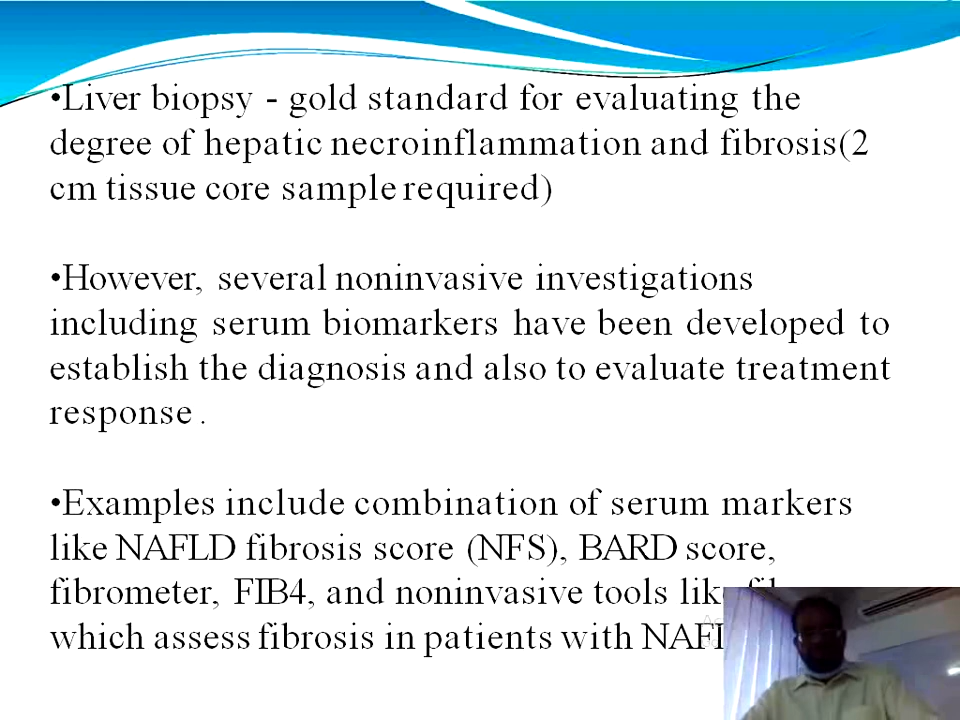 •Liver biopsy - gold standard for evaluating the
degree of hepatic necroinflammation and fibrosis(2
cm tissue core sample required)
•However, several noninvasive investigations
including serum biomarkers have been developed to
establish the diagnosis and also to evaluate treatment
response .
•Examples include combination of serum markers
like NAFLD fibrosis score (NFS), BARD score,
fibrometer, FIB4, and noninvasive tools like
which assess fibrosis in patients with